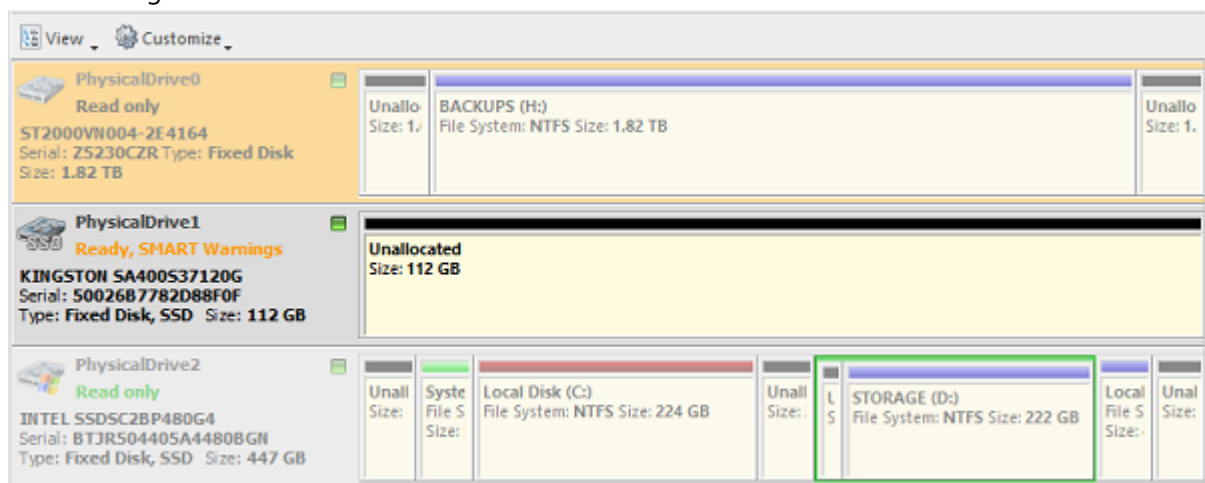 View Customize
PhysicalDrive0
Read only
ST2000VN004-2E4164
Serial: Z5230CZR Type: Fixed Disk
Size: 1.82 TB
Unallo
Size: 1.
BACKUPS (H:)
File System: NTFS Size: 1.82 TB
Unallo
Size: 1.
PhysicalDrive1
SSD
Ready, SMART Warnings
KINGSTON SA400S37120G
Serial: 50026B7782D88F0F
Type: Fixed Disk, SSD Size: 112 GB
Unallocated
Size: 112 GB
PhysicalDrive2
Read only
INTEL SSDSC2BP480G4
Serial: BTJR504405A4480BGN
Type: Fixed Disk, SSD Size: 447 GB
Unall
Size:
Syste
File S
Size:
Local Disk (C:)
File System: NTFS Size: 224 GB
Unall
Size:
STORAGE (D:)
File System: NTFS Size: 222 GB
Local
File S
Size:
Unal
Size: